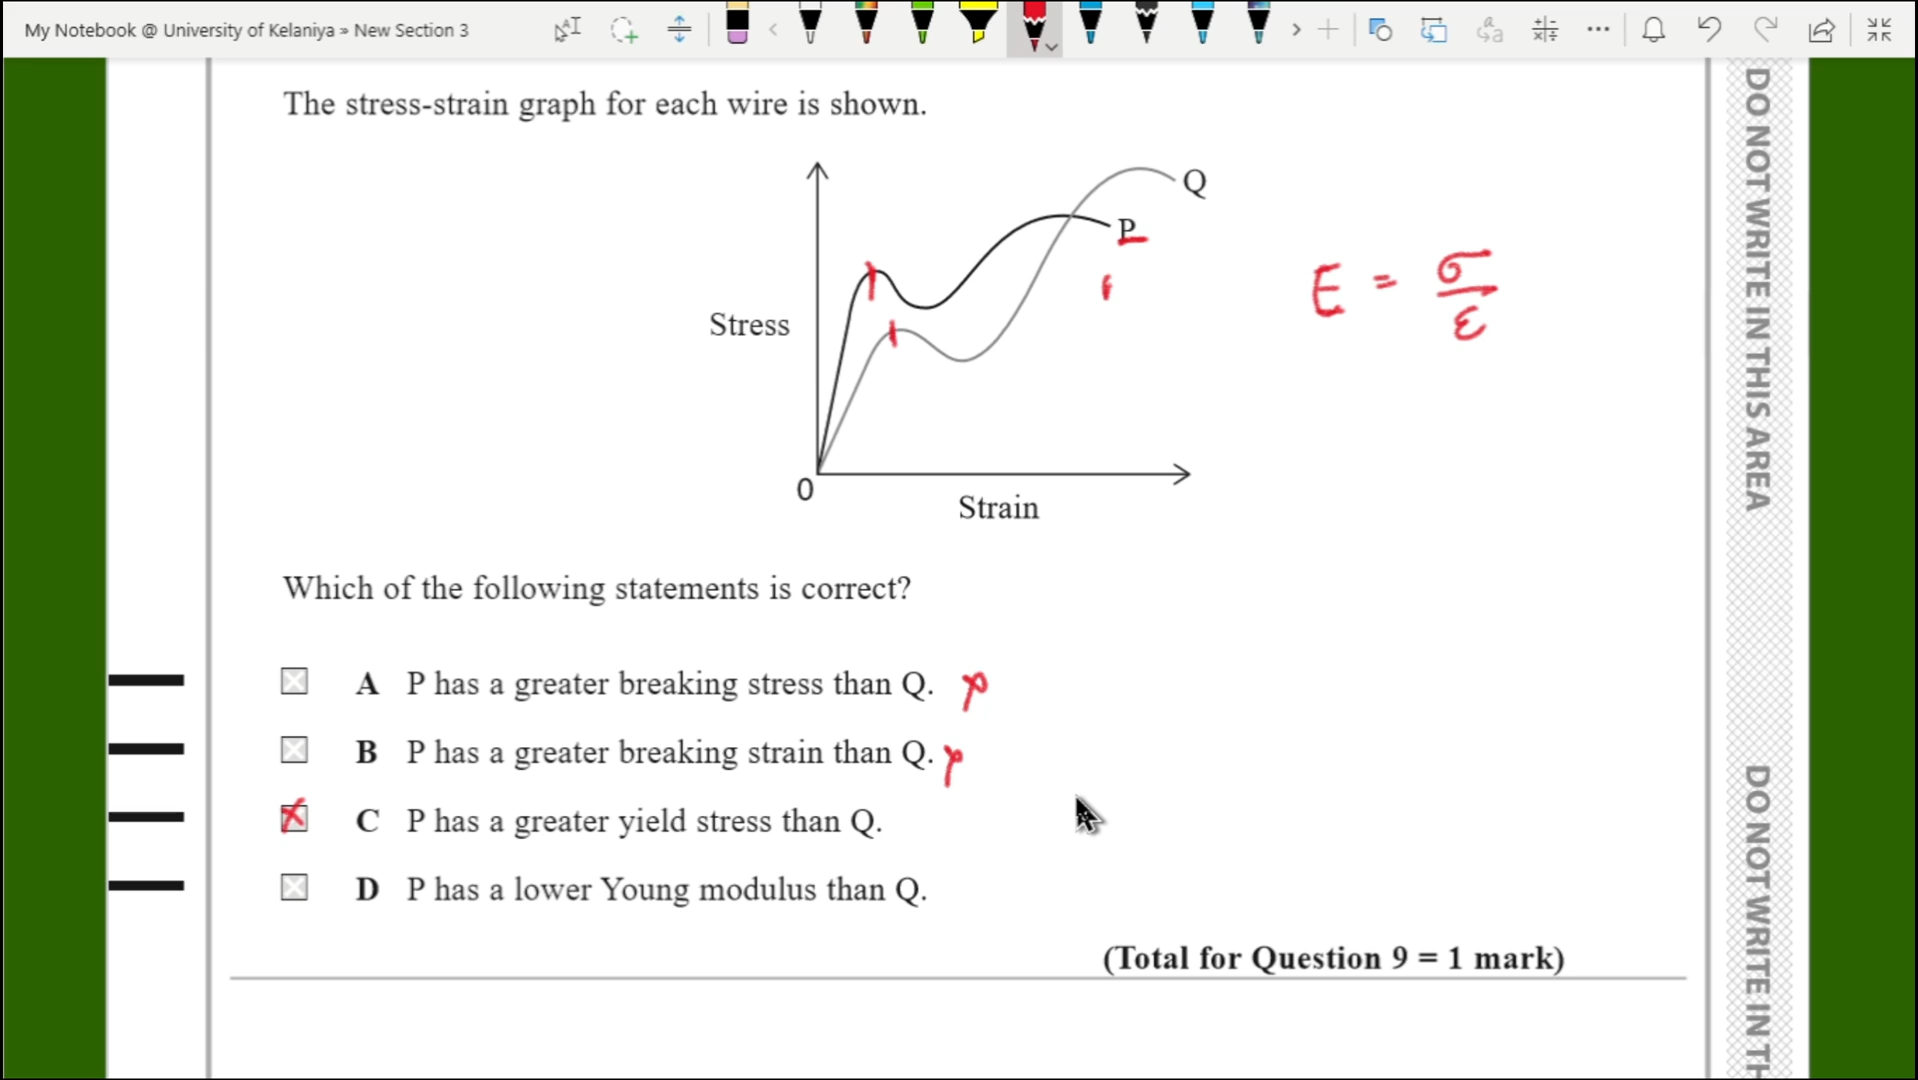 My Notebook @ University of Kelaniya » New Section 3
The stress-strain graph for each wire is shown.
Q
P
Stress
E = σ/ε
0
Strain
Which of the following statements is correct?
A P has a greater breaking stress than Q.
B P has a greater breaking strain than Q.
C P has a greater yield stress than Q.
D P has a lower Young modulus than Q.
(Total for Question 9 = 1 mark)
DO NOT WRITE IN THIS AREA
DO NOT WRITE IN TH